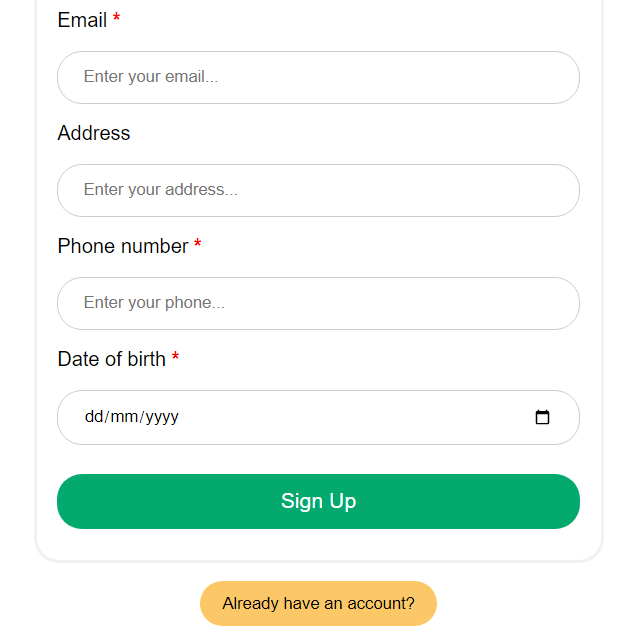 Email *
Enter your email...
Address
Enter your address...
Phone number *
Enter your phone...
Date of birth *
dd/mm/yyyy
Sign Up
Already have an account?